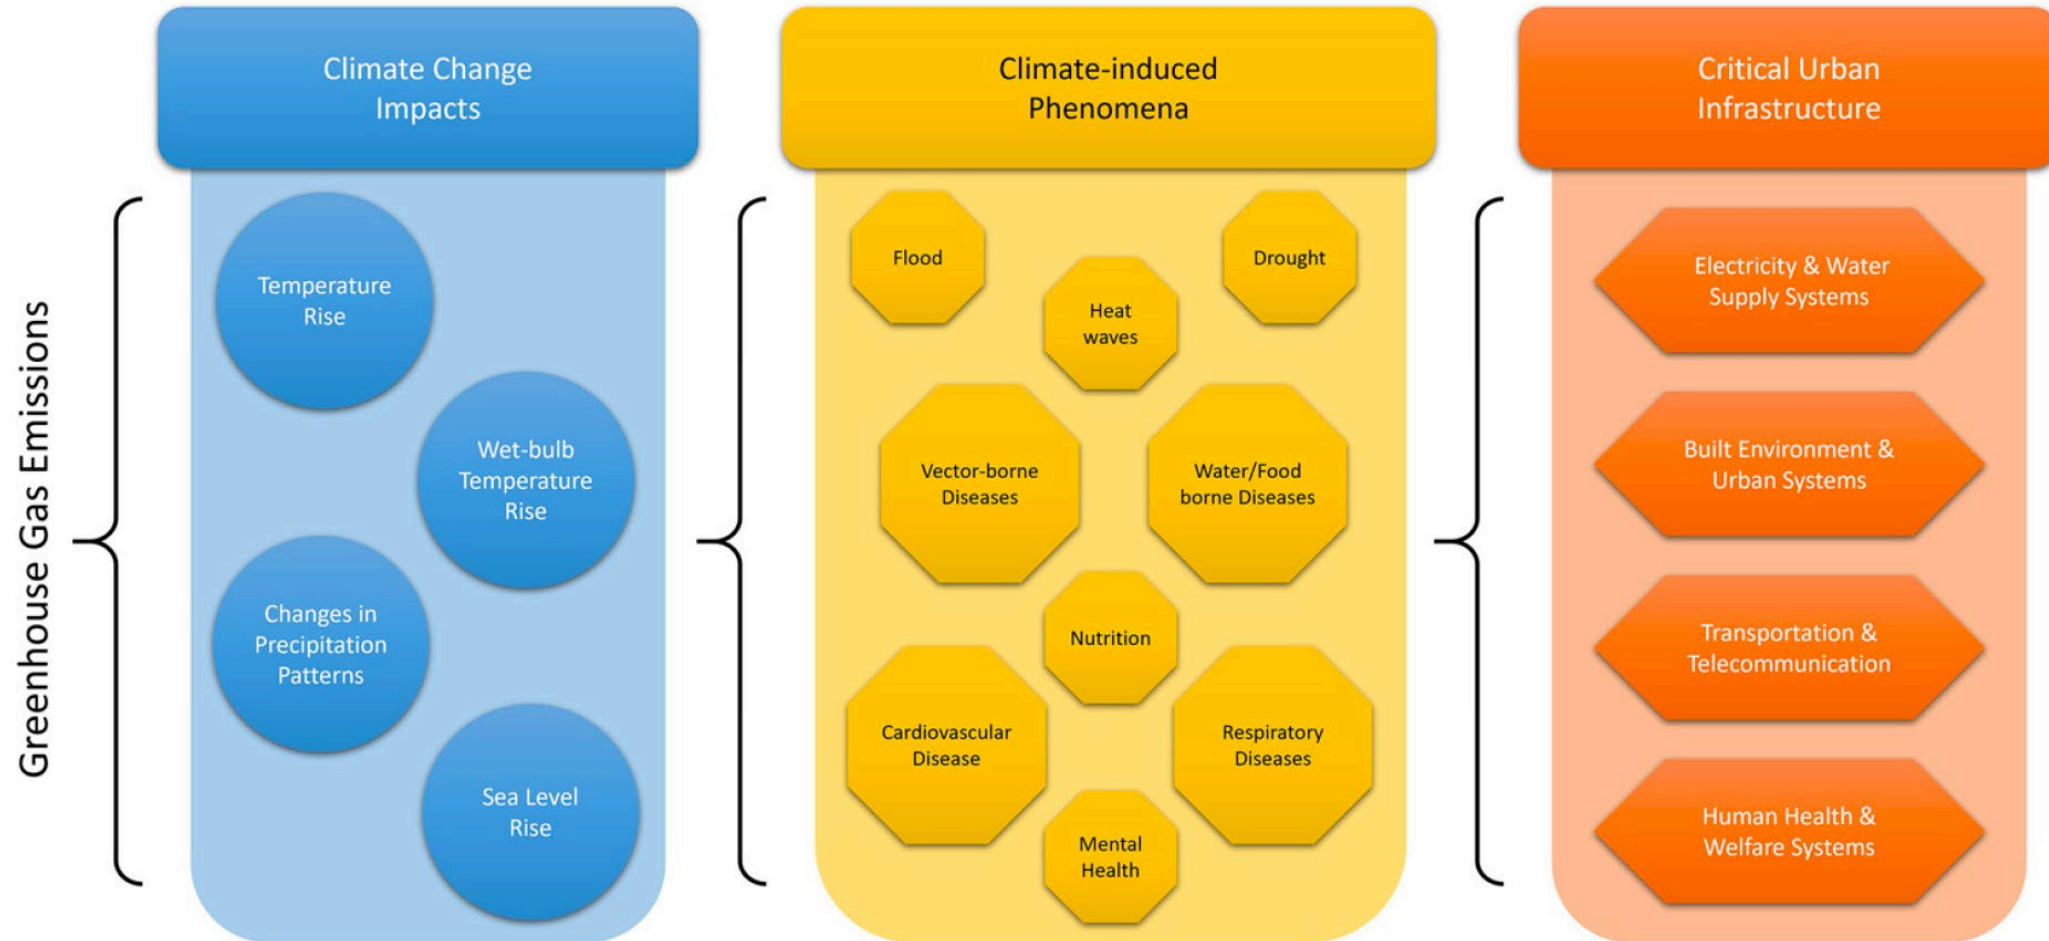 Greenhouse Gas Emissions
Climate Change
Impacts
Temperature
Rise
Wet-bulb
Temperature
Rise
Changes in
Precipitation
Patterns
Sea Level
Rise
Climate-induced
Phenomena
Flood
Drought
Heat
waves
Vector-borne
Diseases
Water/Food
borne Diseases
Nutrition
Cardiovascular
Disease
Respiratory
Diseases
Mental
Health
Critical Urban
Infrastructure
Electricity & Water
Supply Systems
Built Environment &
Urban Systems
Transportation &
Telecommunication
Human Health &
Welfare Systems